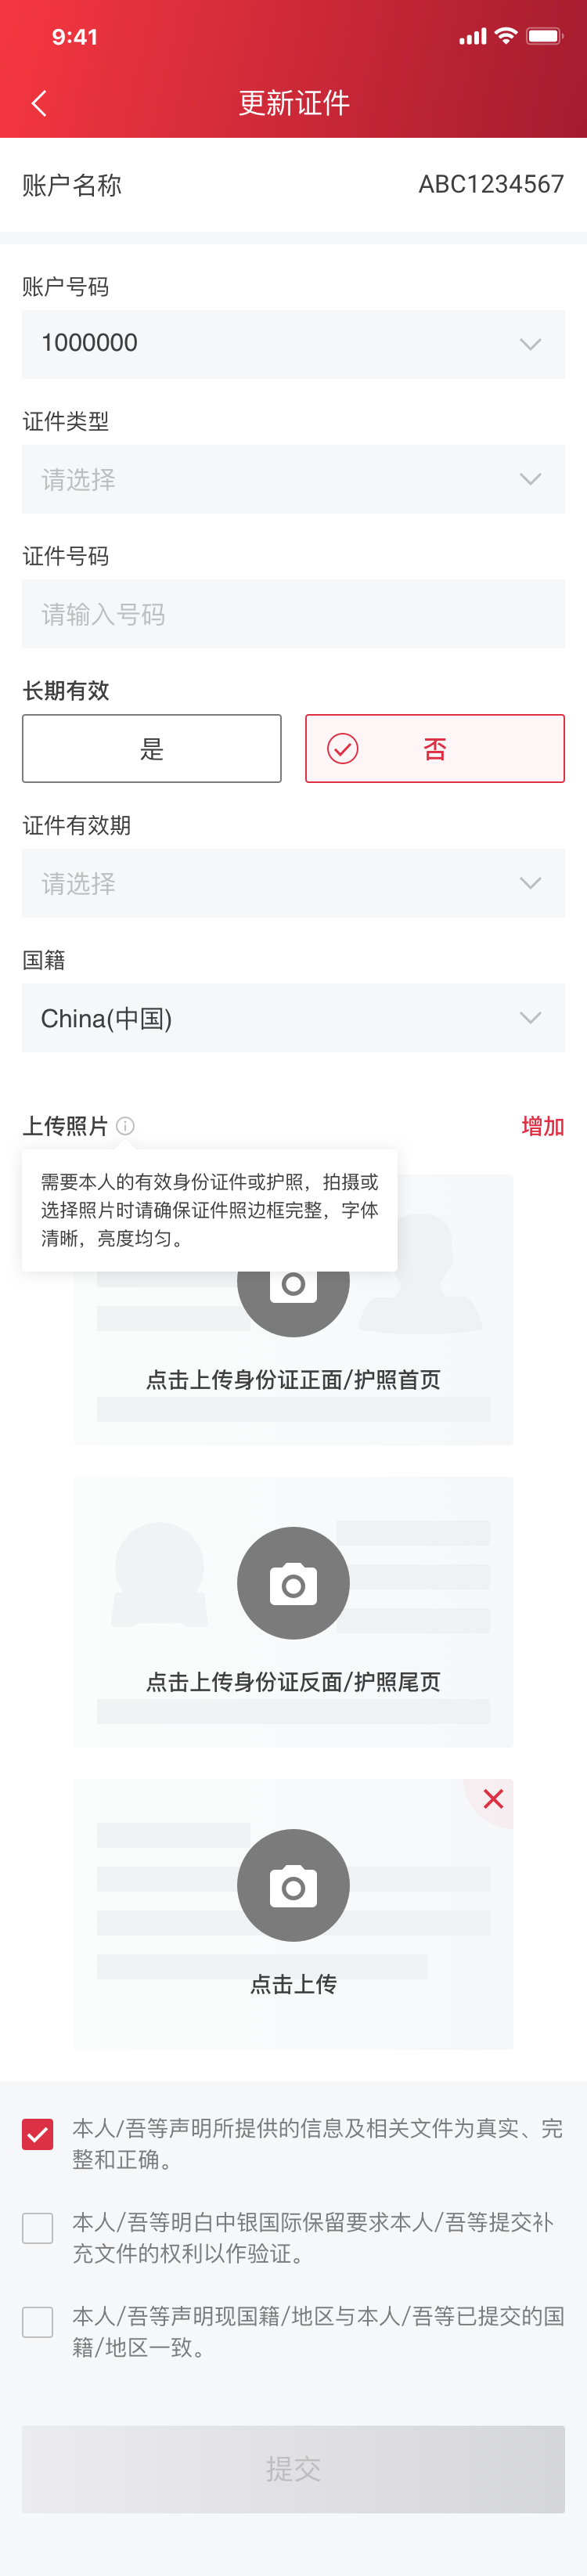 9:41
更新证件
账户名称
ABC1234567
账户号码
1000000
证件类型
请选择
证件号码
请输入号码
长期有效
是
否
证件有效期
请选择
国籍
China(中国)
上传照片
增加
需要本人的有效身份证件或护照，拍摄或
选择照片时请确保证件照边框完整，字体
清晰，亮度均匀。
点击上传身份证正面/护照首页
点击上传身份证反面/护照尾页
点击上传
本人/吾等声明所提供的信息及相关文件为真实、完
整和正确。
本人/吾等明白中银国际保留要求本人/吾等提交补
充文件的权利以作验证。
本人/吾等声明现国籍/地区与本人/吾等已提交的国
籍/地区一致。
提交